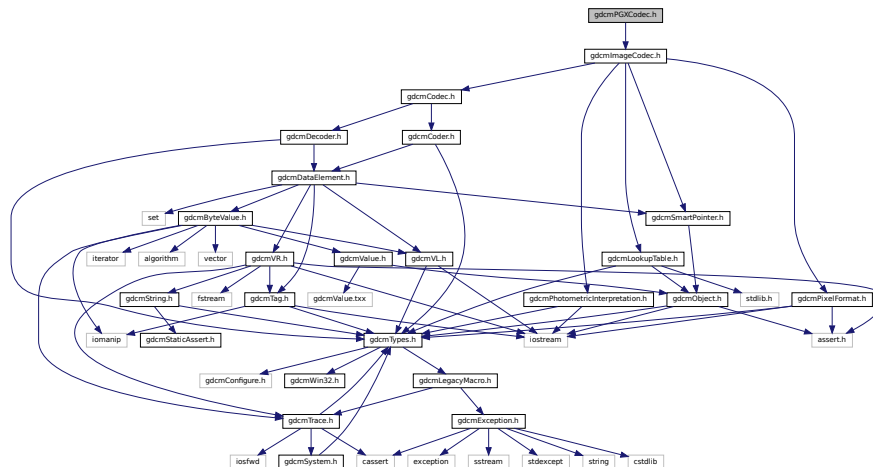 gdcmPGXCodec.h
gdcmImageCodec.h
gdcmCodec.h
gdcmDecoder.h
gdcmCoder.h
gdcmDataElement.h
set
gdcmByteValue.h
gdcmSmartPointer.h
iterator
algorithm
vector
gdcmVR.h
gdcmValue.h
gdcmVL.h
gdcmLookupTable.h
gdcmString.h
fstream
gdcmTag.h
gdcmValue.txx
gdcmPhotometricInterpretation.h
gdcmObject.h
stdlib.h
gdcmPixelFormat.h
iomanip
gdcmStaticAssert.h
gdcmTypes.h
iostream
assert.h
gdcmConfigure.h
gdcmWin32.h
gdcmLegacyMacro.h
gdcmTrace.h
gdcmException.h
iosfwd
gdcmSystem.h
cassert
exception
sstream
stdexcept
string
cstdlib